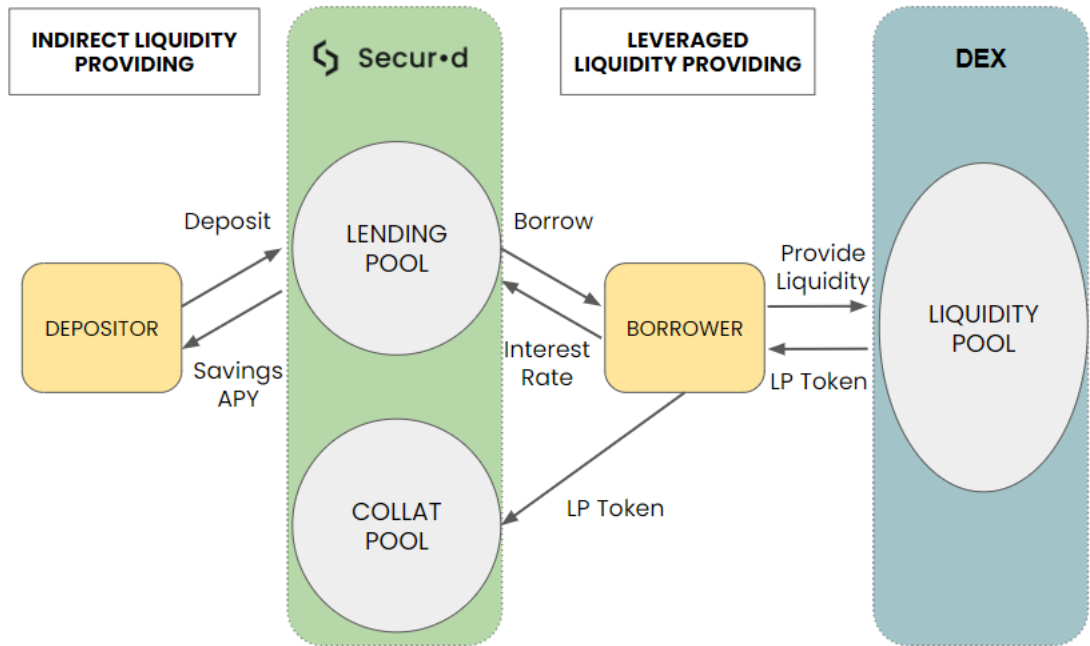 INDIRECT LIQUIDITY
PROVIDING
Secur•d
LEVERAGED
LIQUIDITY PROVIDING
DEX
Deposit
LENDING
POOL
Borrow
Provide
Liquidity
DEPOSITOR
BORROWER
LIQUIDITY
POOL
Savings
APY
Interest
Rate
LP Token
COLLAT
POOL
LP Token